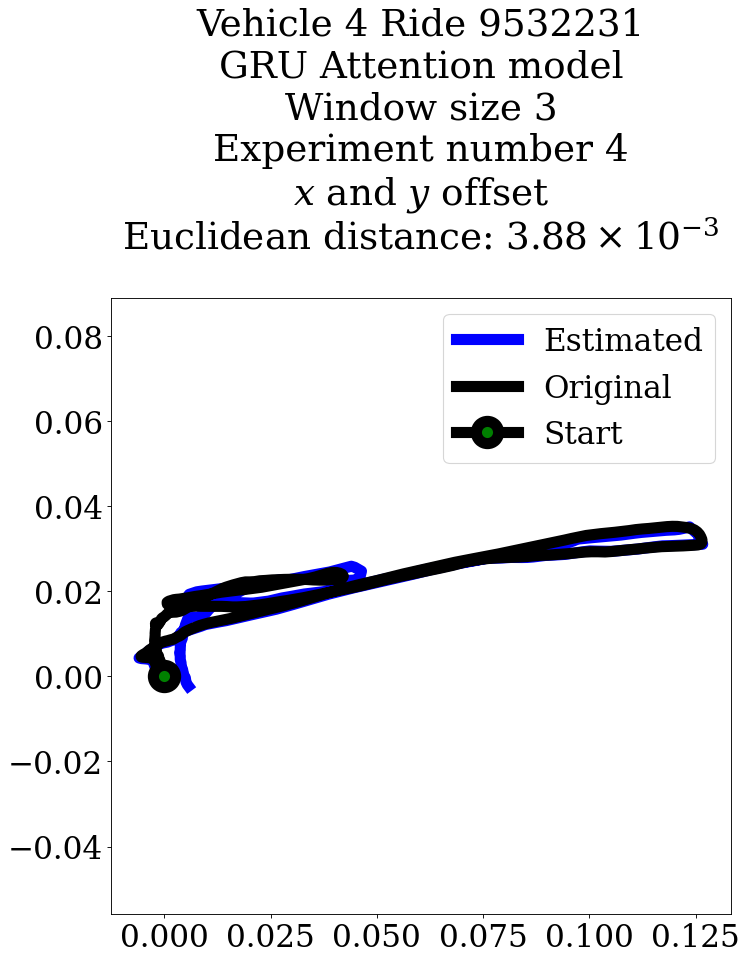 Vehicle 4 Ride 9532231
GRU Attention model
Window size 3
Experiment number 4
x and y offset
Euclidean distance: 3.88 × 10⁻³
Estimated
Original
Start
0.08
0.06
0.04
0.02
0.00
−0.02
−0.04
0.000 0.025 0.050 0.075 0.100 0.125